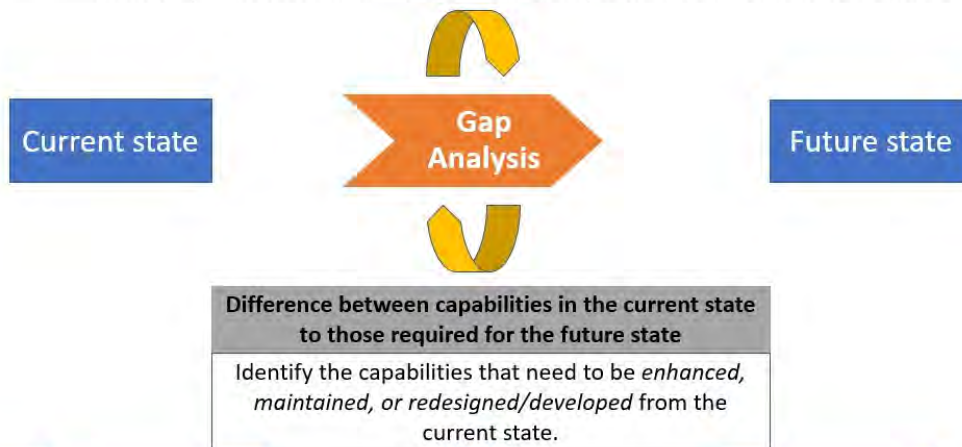 Current state
Gap
Analysis
Future state
Difference between capabilities in the current state
to those required for the future state
Identify the capabilities that need to be enhanced,
maintained, or redesigned/developed from the
current state.